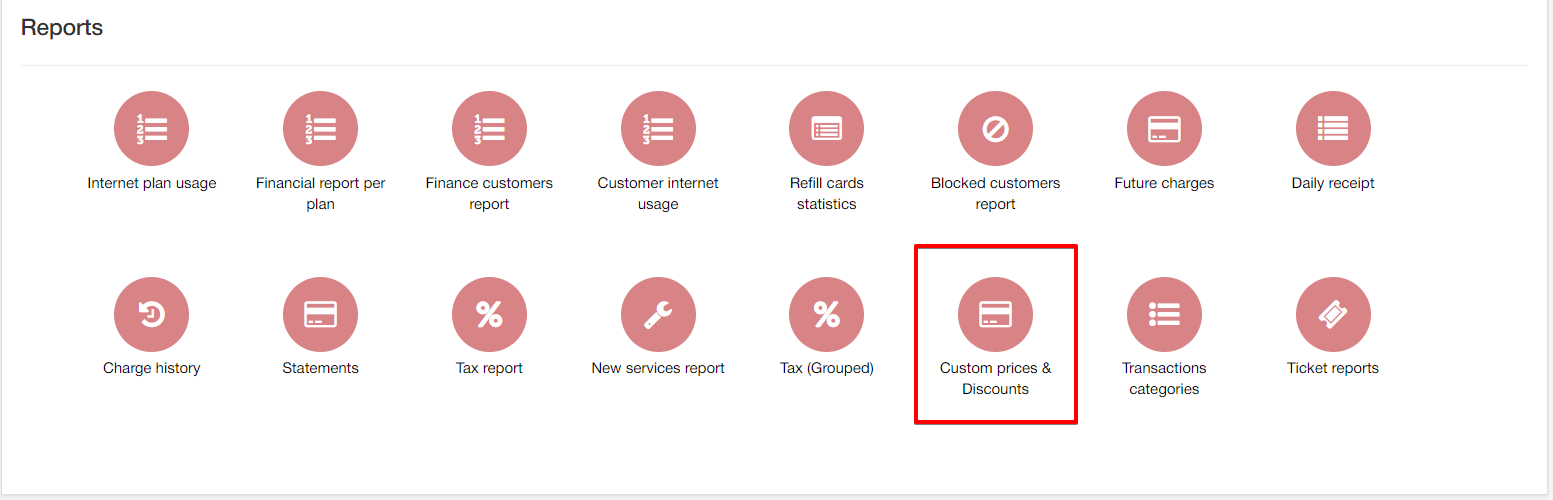 Reports
Internet plan usage
Financial report per
plan
Finance customers
report
Customer internet
usage
Refill cards
statistics
Blocked customers
report
Future charges
Daily receipt
Charge history
Statements
Tax report
New services report
Tax (Grouped)
Custom prices &
Discounts
Transactions
categories
Ticket reports